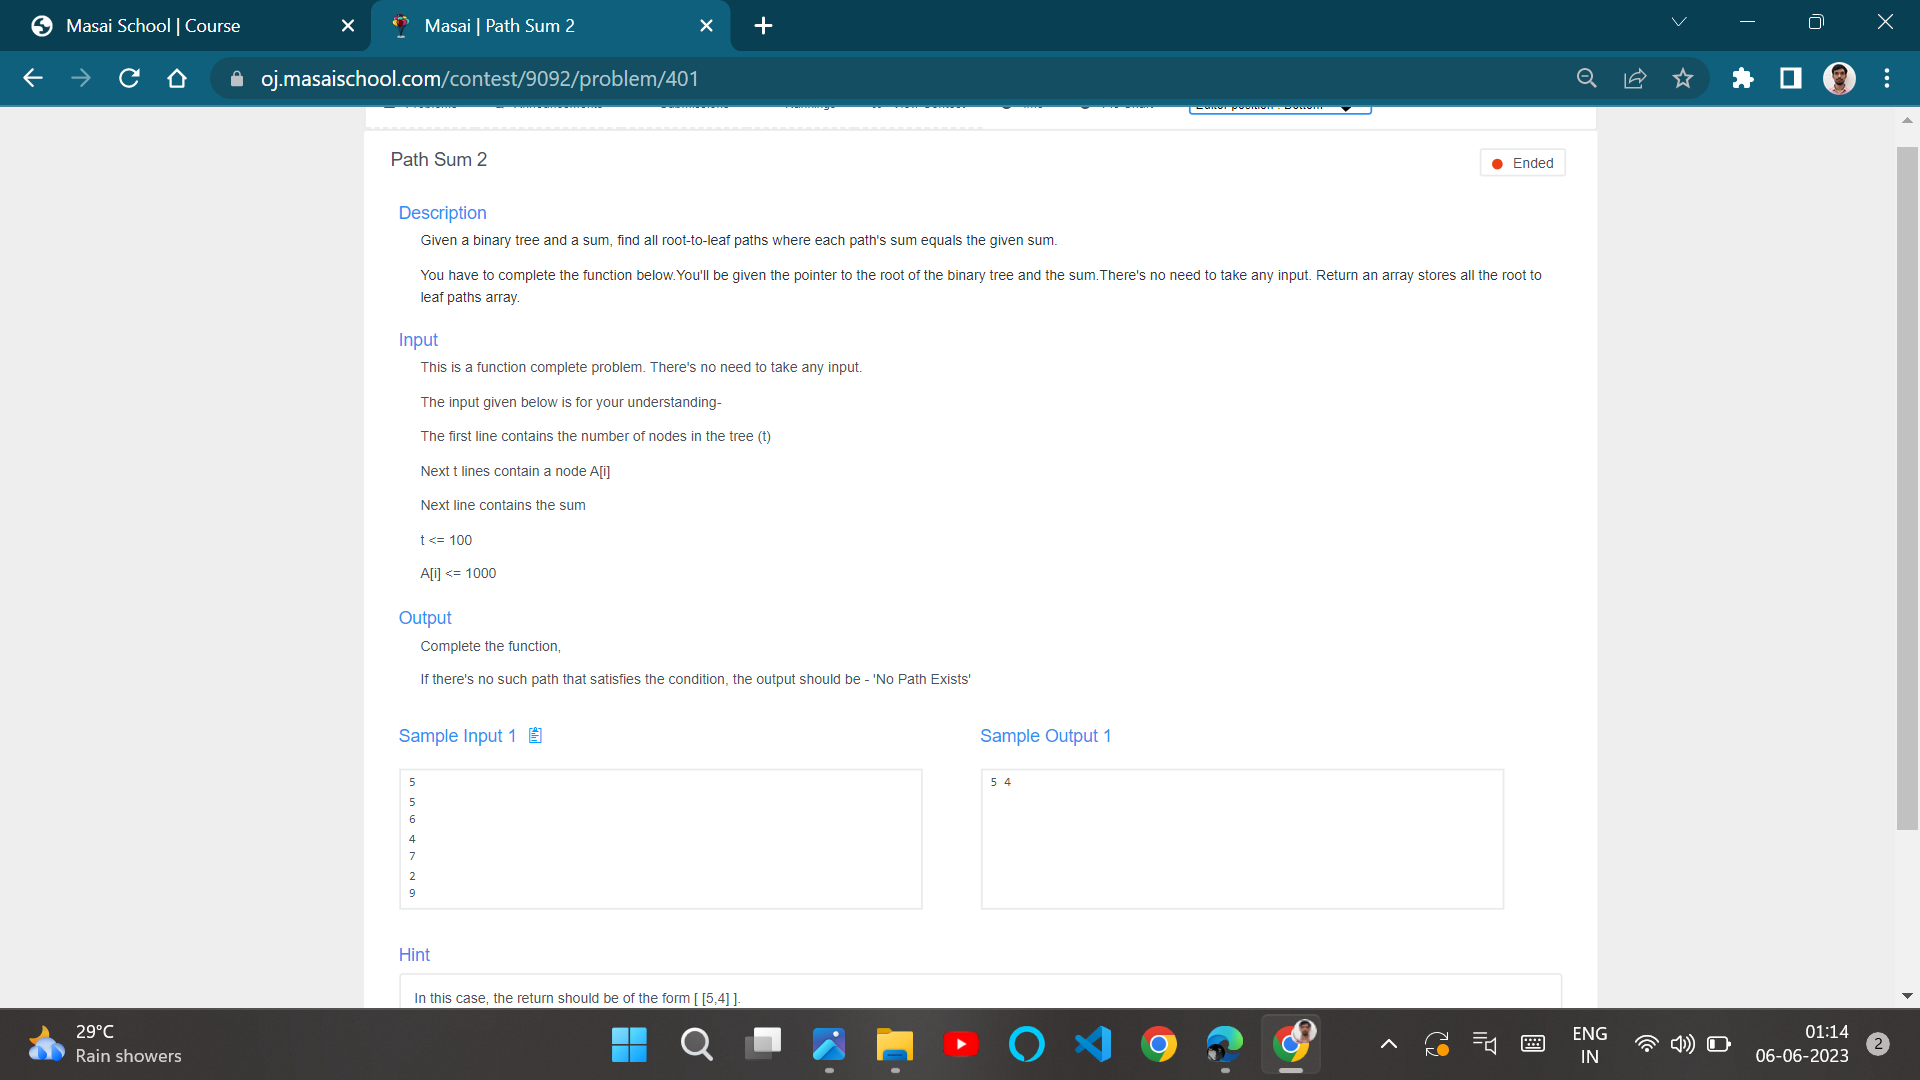 Masai School | Course
Masai | Path Sum 2
oj.masaischool.com/contest/9092/problem/401
Path Sum 2
Ended
Description
Given a binary tree and a sum, find all root-to-leaf paths where each path's sum equals the given sum.
You have to complete the function below.You'll be given the pointer to the root of the binary tree and the sum.There's no need to take any input. Return an array stores all the root to
leaf paths array.
Input
This is a function complete problem. There's no need to take any input.
The input given below is for your understanding-
The first line contains the number of nodes in the tree (t)
Next t lines contain a node A[i]
Next line contains the sum
t <= 100
A[i] <= 1000
Output
Complete the function,
If there's no such path that satisfies the condition, the output should be - 'No Path Exists'
Sample Input 1
Sample Output 1
5
5
6
4
7
2
9
5 4
Hint
In this case, the return should be of the form [ [5,4] ].
29°C
Rain showers
ENG
IN
01:14
06-06-2023
2